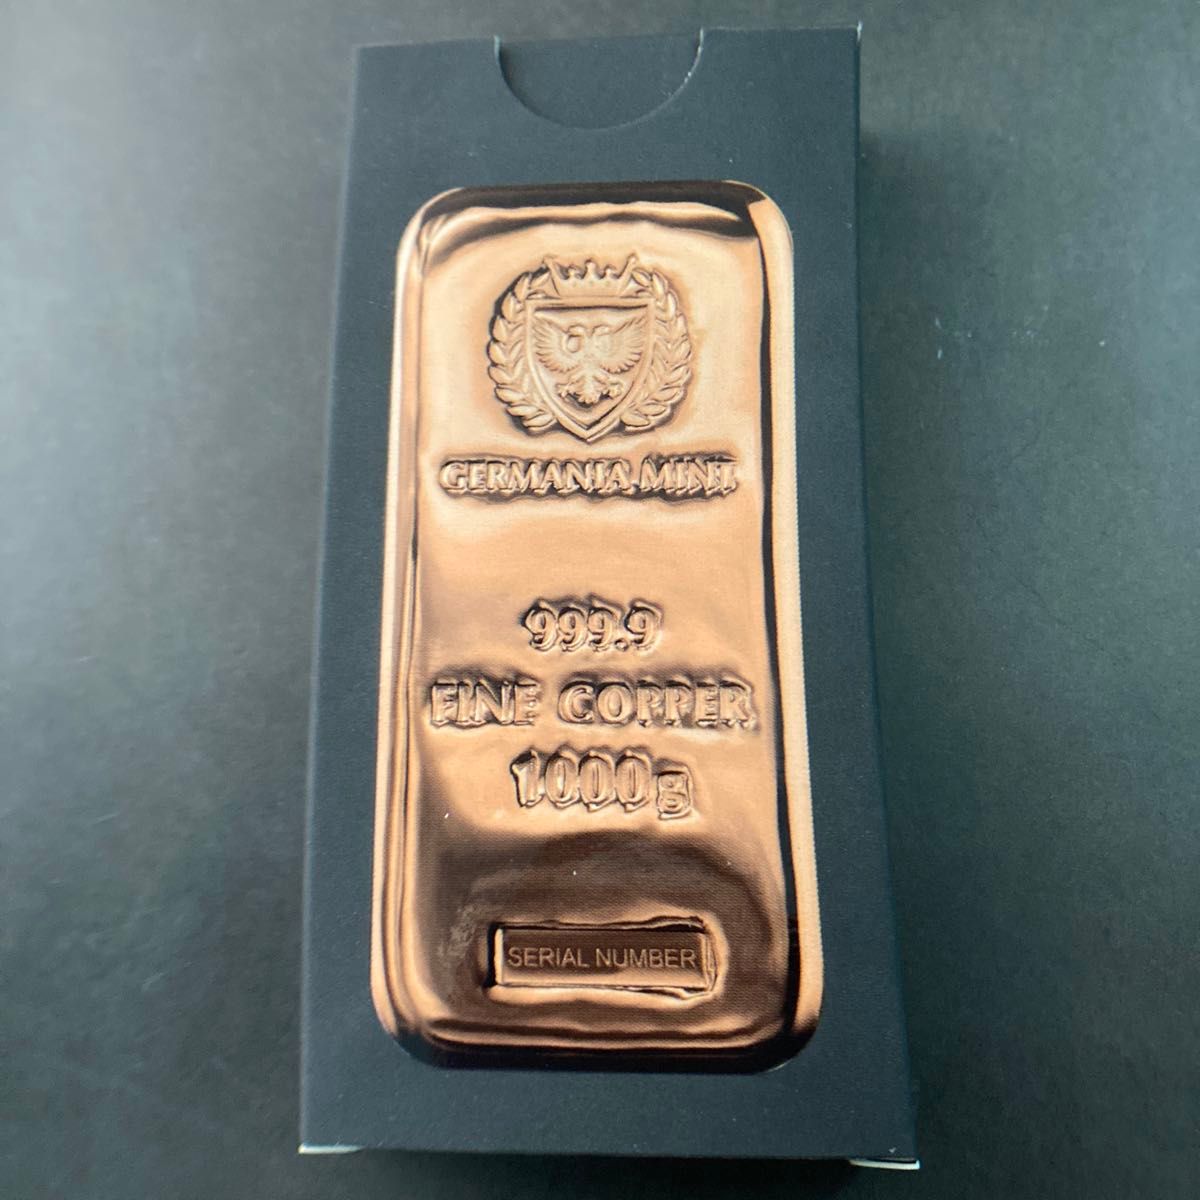 GERMANIA MINT
999.9
FINE COPPER
1000g
SERIAL NUMBER